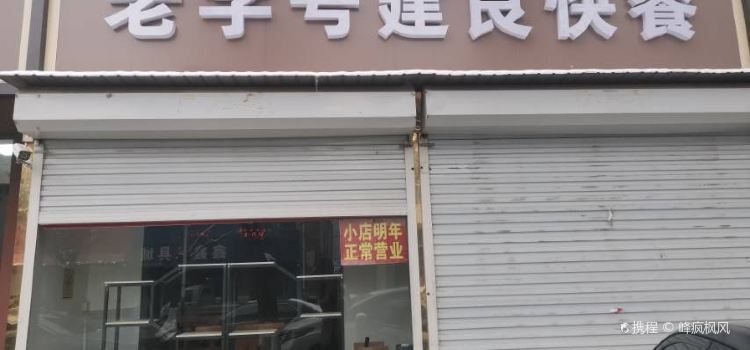 老字号建良快餐
小店明年
正常营业
携程 © 峰疯枫风